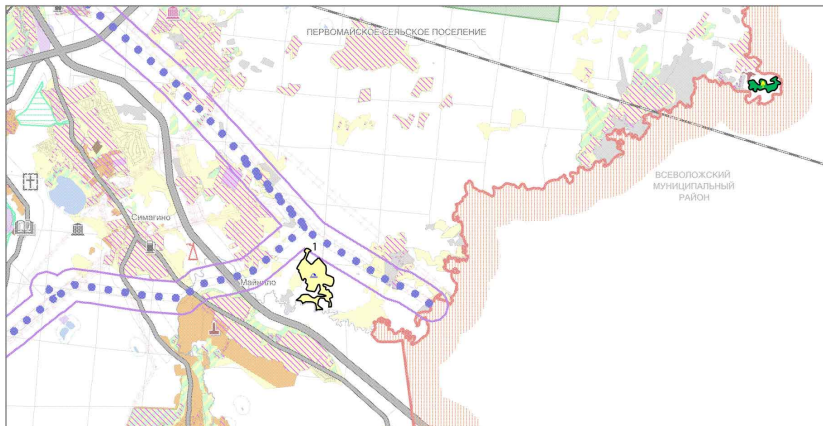 ПЕРВОМАЙСКОЕ СЕЛЬСКОЕ ПОСЕЛЕНИЕ
ВСЕВОЛОЖСКИЙ
МУНИЦИПАЛЬНЫЙ
РАЙОН
Симагино
1
Майнило